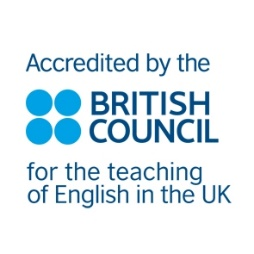 Accredited by the
BRITISH
COUNCIL
for the teaching
of English in the UK